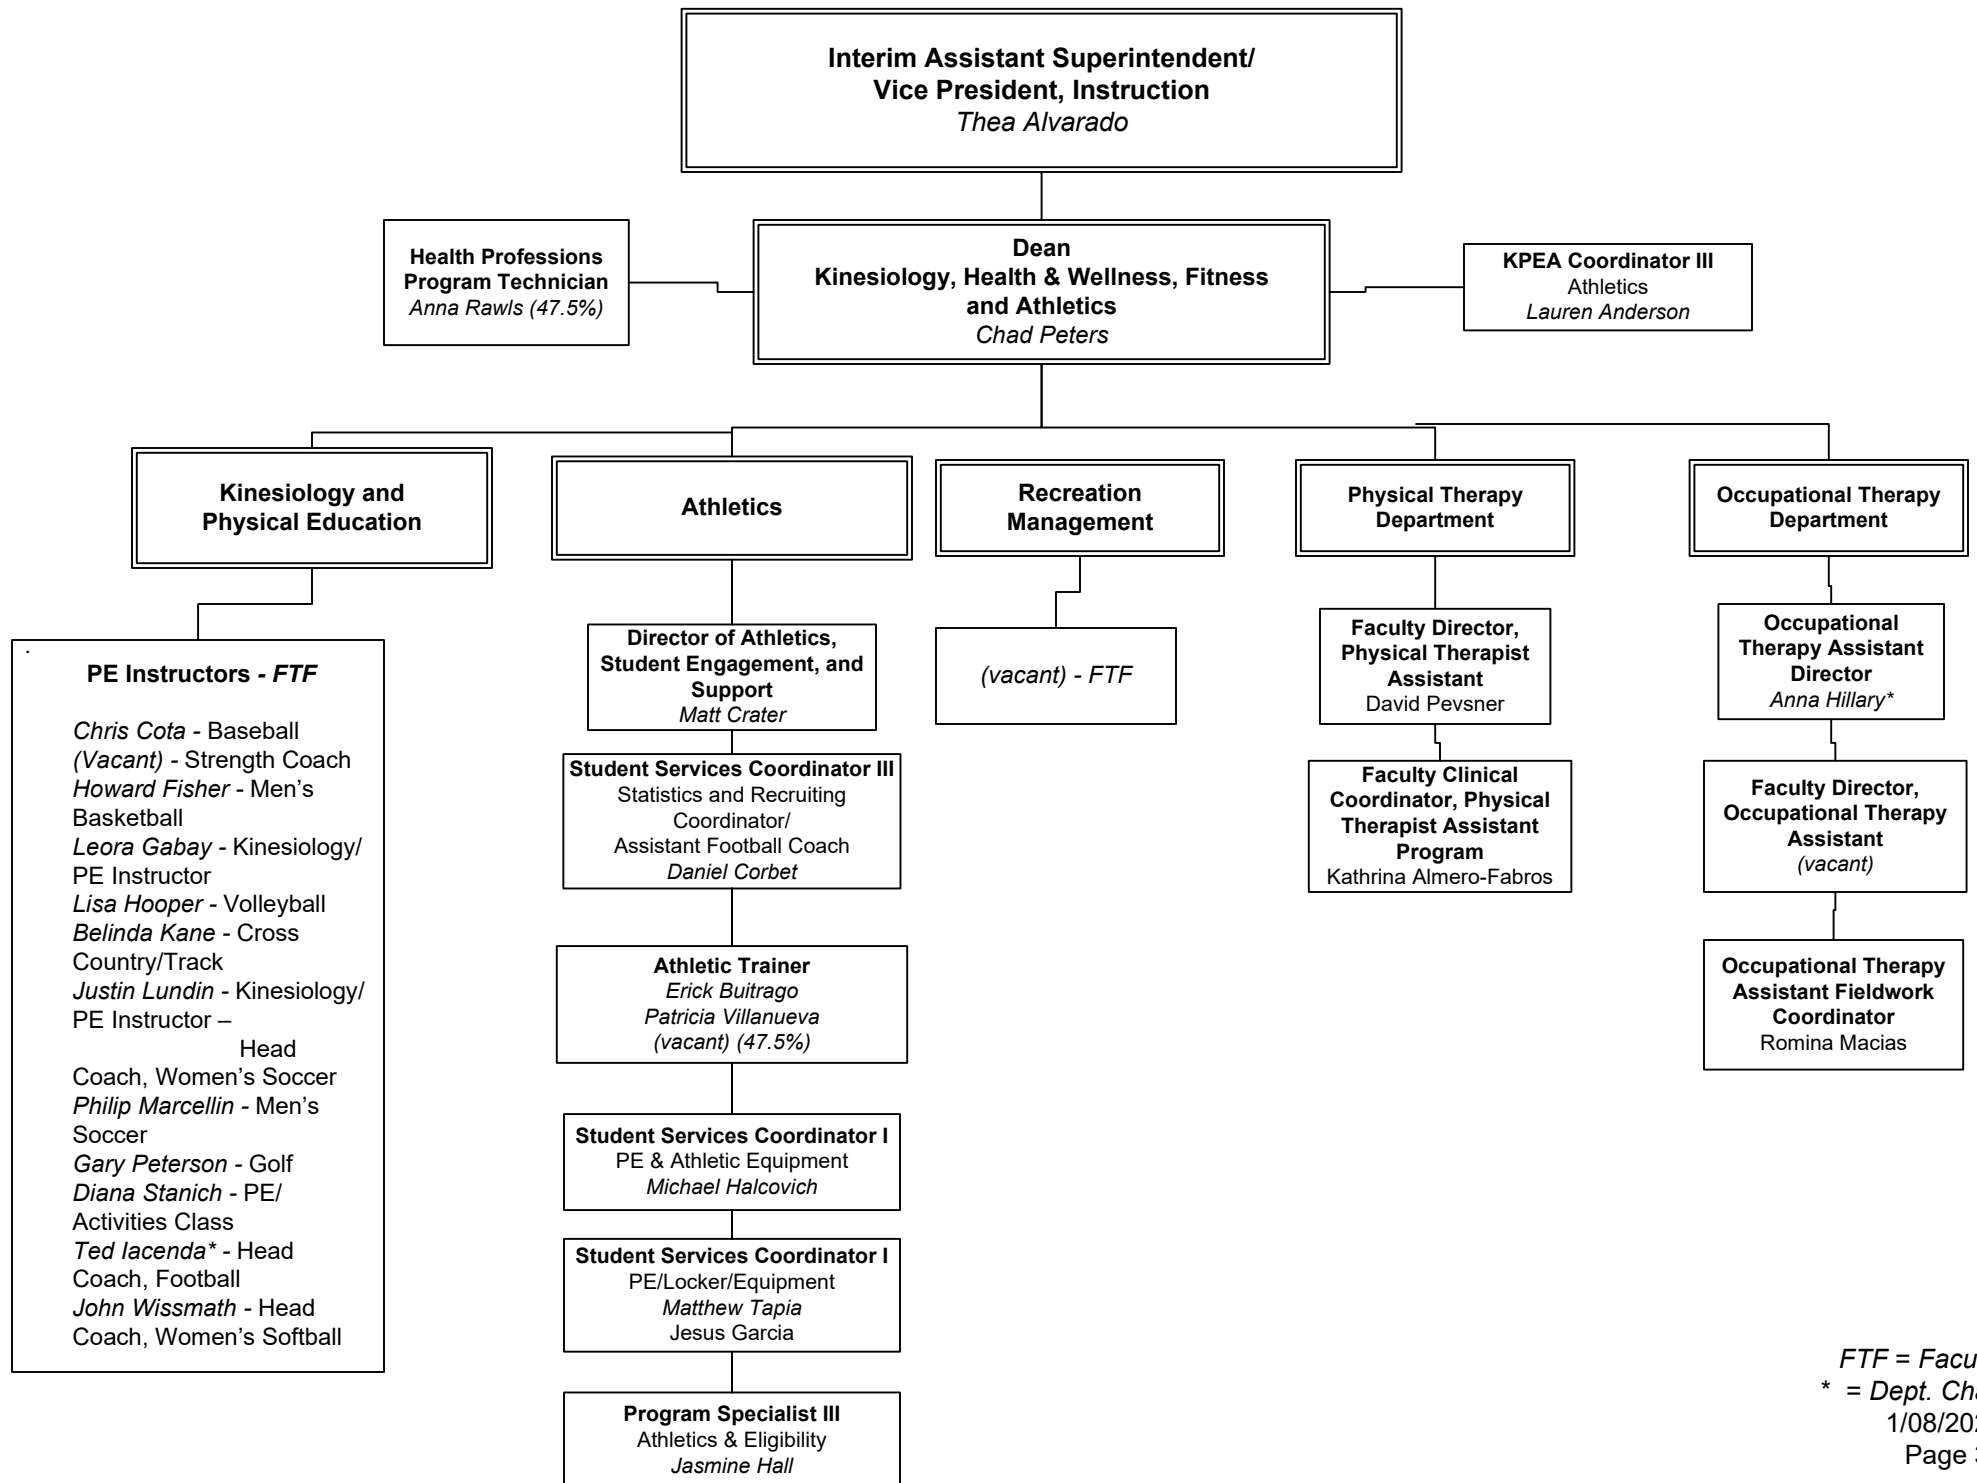 Interim Assistant Superintendent/
Vice President, Instruction
Thea Alvarado
Health Professions
Program Technician
Anna Rawls (47.5%)
Dean
Kinesiology, Health & Wellness, Fitness
and Athletics
Chad Peters
KPEA Coordinator III
Athletics
Lauren Anderson
Kinesiology and
Physical Education
Athletics
Recreation
Management
Physical Therapy
Department
Occupational Therapy
Department
.
PE Instructors - FTF
Chris Cota - Baseball
(Vacant) - Strength Coach
Howard Fisher - Men’s
Basketball
Leora Gabay - Kinesiology/
PE Instructor
Lisa Hooper - Volleyball
Belinda Kane - Cross
Country/Track
Justin Lundin - Kinesiology/
PE Instructor –
Head
Coach, Women’s Soccer
Philip Marcellin - Men’s
Soccer
Gary Peterson - Golf
Diana Stanich - PE/
Activities Class
Ted Iacenda* - Head
Coach, Football
John Wissmath - Head
Coach, Women’s Softball
Director of Athletics,
Student Engagement, and
Support
Matt Crater
Student Services Coordinator III
Statistics and Recruiting
Coordinator/
Assistant Football Coach
Daniel Corbet
Athletic Trainer
Erick Buitrago
Patricia Villanueva
(vacant) (47.5%)
Student Services Coordinator I
PE & Athletic Equipment
Michael Halcovich
Student Services Coordinator I
PE/Locker/Equipment
Matthew Tapia
Jesus Garcia
Program Specialist III
Athletics & Eligibility
Jasmine Hall
(vacant) - FTF
Faculty Director,
Physical Therapist
Assistant
David Pevsner
Faculty Clinical
Coordinator, Physical
Therapist Assistant
Program
Kathrina Almero-Fabros
Occupational
Therapy Assistant
Director
Anna Hillary*
Faculty Director,
Occupational Therapy
Assistant
(vacant)
Occupational Therapy
Assistant Fieldwork
Coordinator
Romina Macias
FTF =
* = Dept.
1/08/
Page